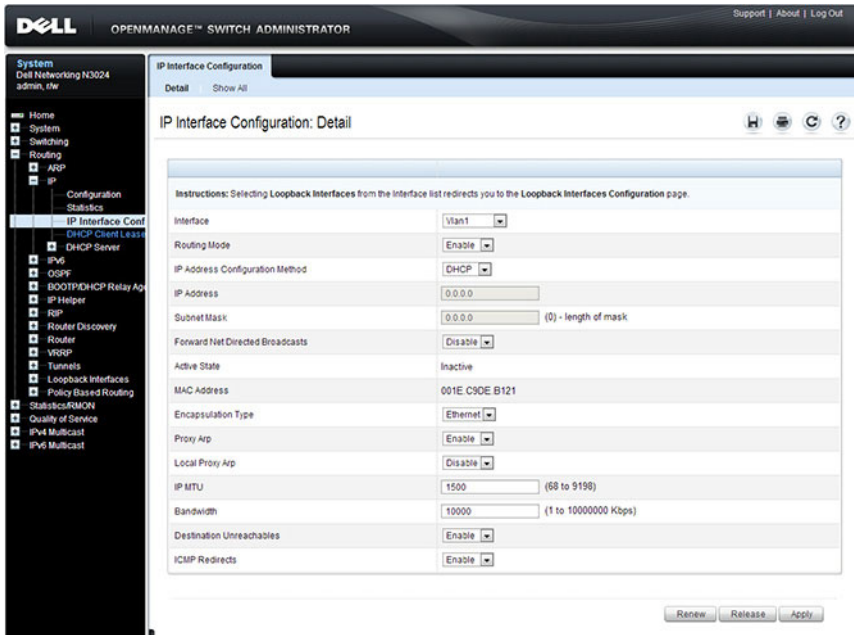 Support | About | Log Out
DELL OPENMANAGE™ SWITCH ADMINISTRATOR
System
Dell Networking N3024
admin, r/w
Home
System
Switching
Routing
ARP
IP
Configuration
Statistics
IP Interface Conf
DHCP Client Lease
DHCP Server
IPv6
OSPF
BOOTP/DHCP Relay Age
IP Helper
RIP
Router Discovery
Router
VRRP
Tunnels
Loopback Interfaces
Policy Based Routing
Statistics/RMON
Quality of Service
IPv4 Multicast
IPv6 Multicast
IP Interface Configuration
Detail Show All
IP Interface Configuration: Detail
?
Instructions: Selecting Loopback Interfaces from the Interface list redirects you to the Loopback Interfaces Configuration page.
Interface Vlan1
Routing Mode Enable
IP Address Configuration Method DHCP
IP Address 0.0.0.0
Subnet Mask 0.0.0.0 (0) - length of mask
Forward Net Directed Broadcasts Disable
Active State Inactive
MAC Address 001E.C9DE.B121
Encapsulation Type Ethernet
Proxy Arp Enable
Local Proxy Arp Disable
IP MTU 1500 (68 to 9198)
Bandwidth 10000 (1 to 10000000 Kbps)
Destination Unreachables Enable
ICMP Redirects Enable
Renew Release Apply